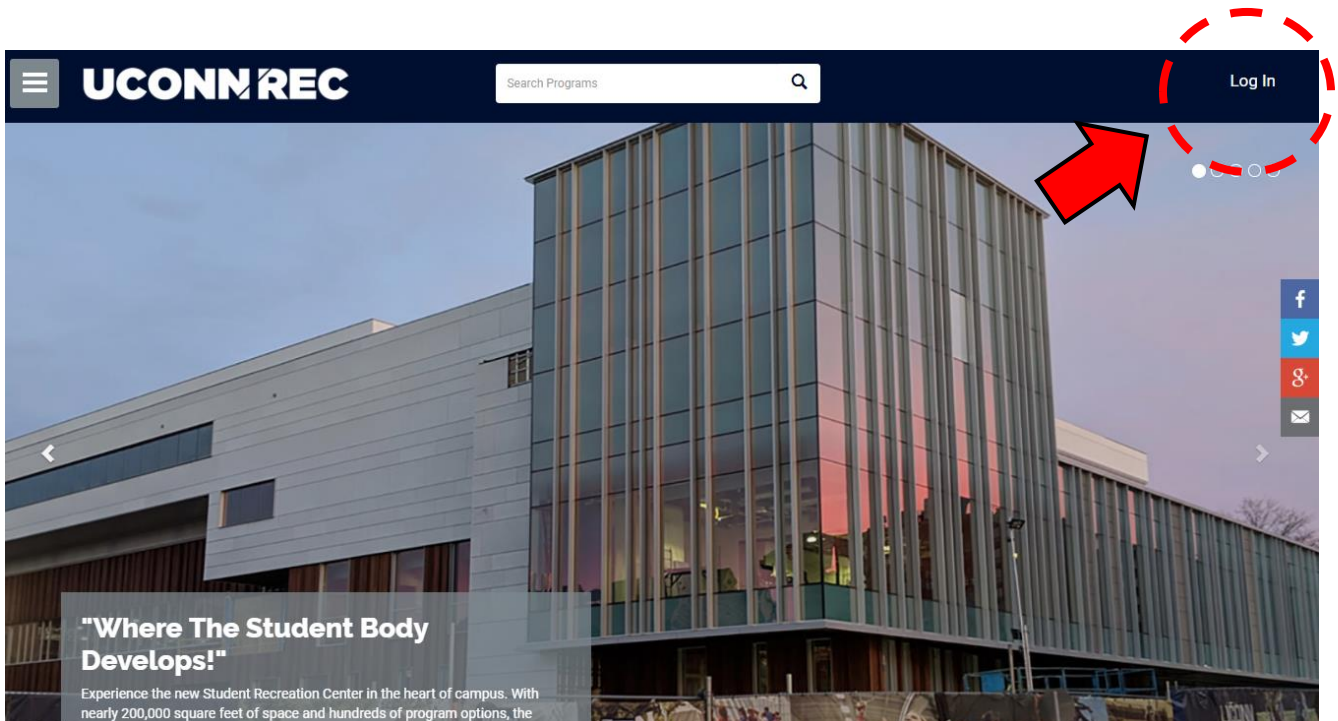 UCONN REC
Search Programs
Log In
f
g+
"Where The Student Body
Develops!"
Experience the new Student Recreation Center in the heart of campus. With
nearly 200,000 square feet of space and hundreds of program options, the